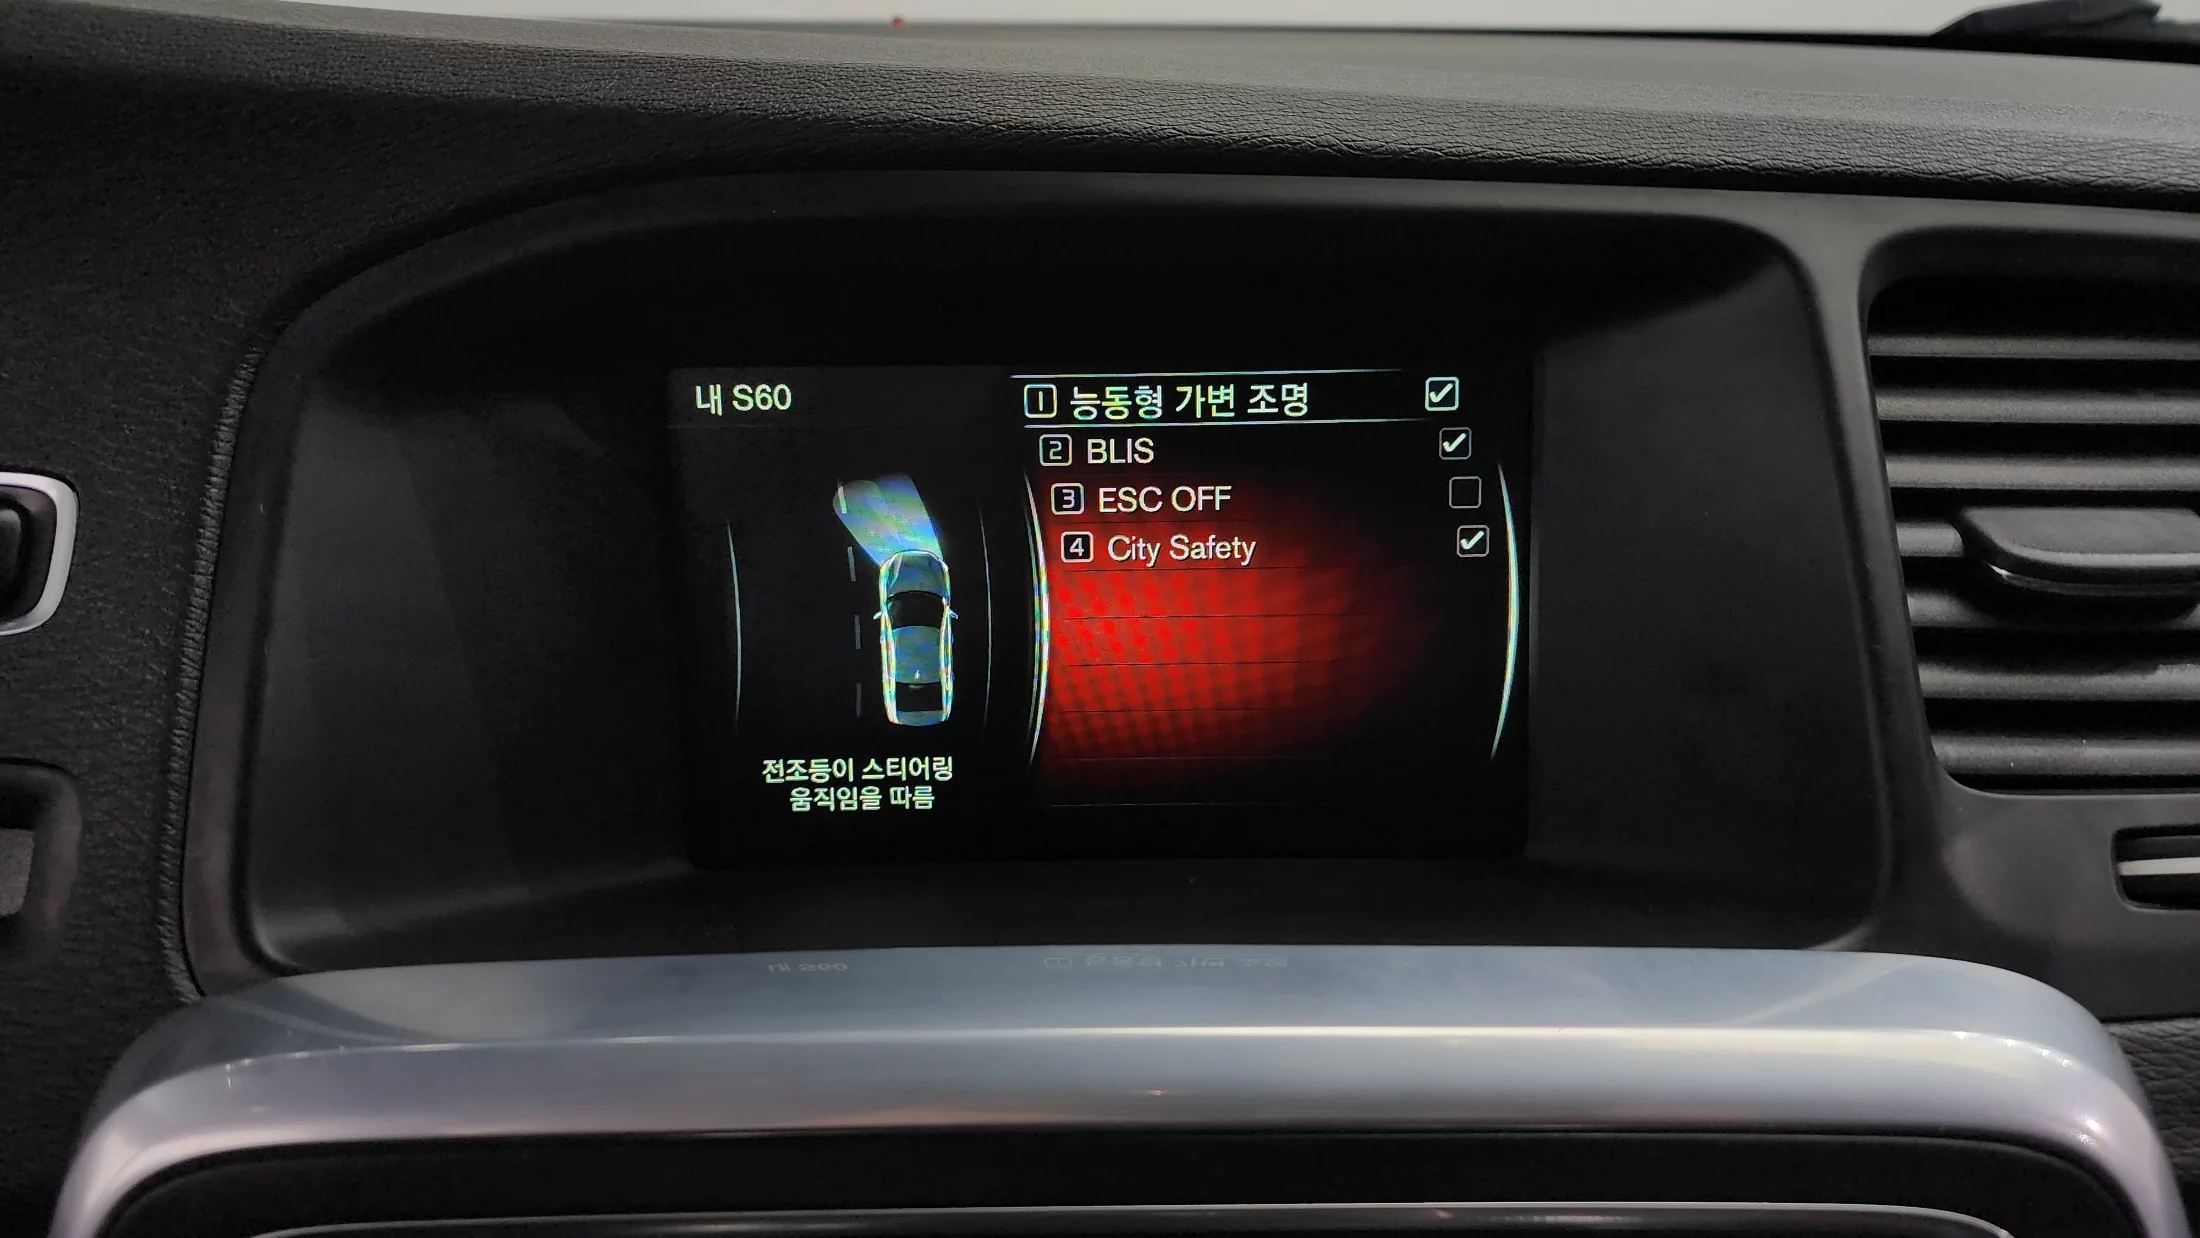 내 S60
1 능동형 가변 조명
2 BLIS
3 ESC OFF
4 City Safety
전조등이 스티어링
움직임을 따름